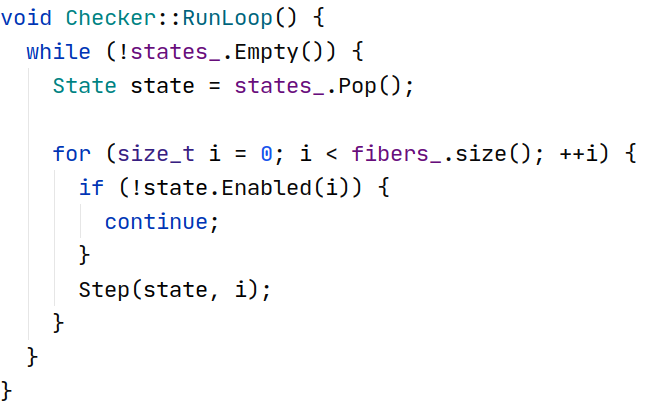 void Checker::RunLoop() {
  while (!states_.Empty()) {
    State state = states_.Pop();

    for (size_t i = 0; i < fibers_.size(); ++i) {
      if (!state.Enabled(i)) {
        continue;
      }
      Step(state, i);
    }
  }
}